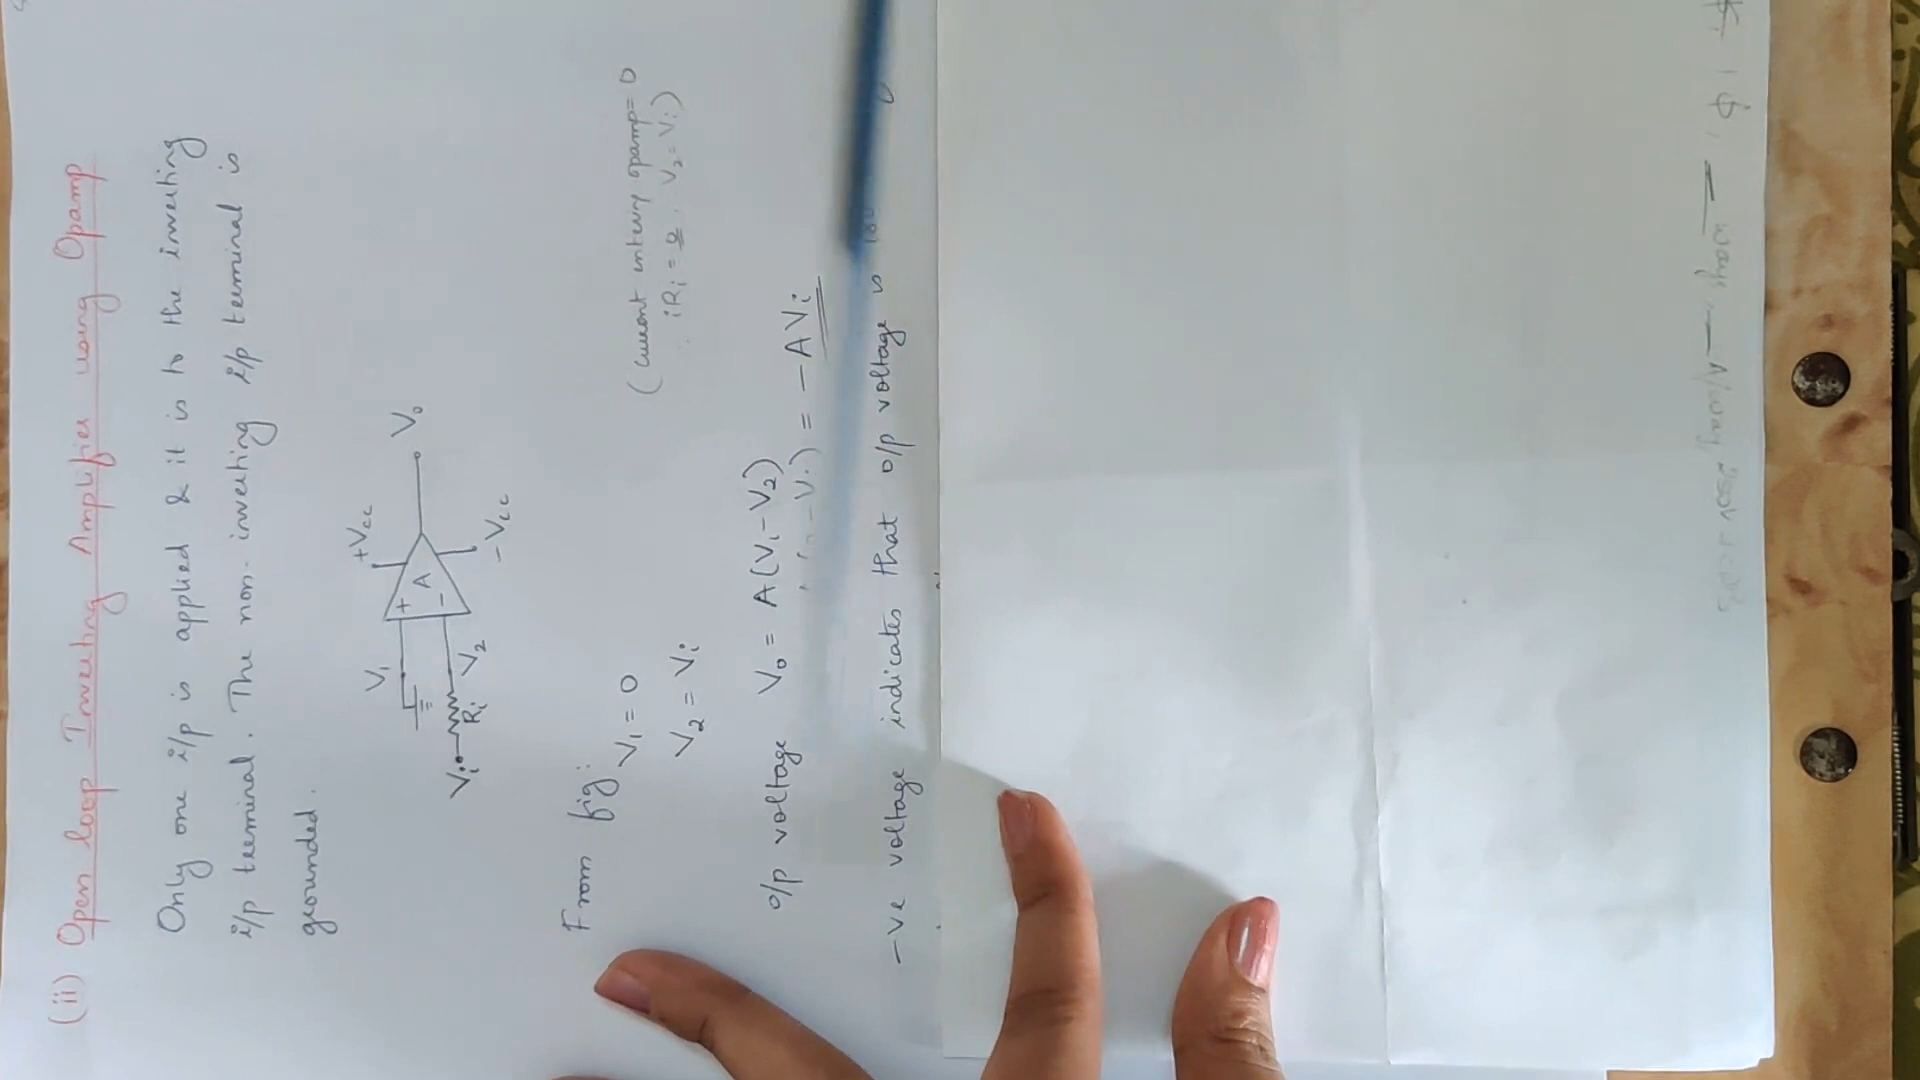 (ii) Open loop Inverting Amplifier using Opamp
Only one i/p is applied & it is to the inverting
i/p terminal. The non-inverting i/p terminal is
grounded.
V₁
+Vcc
+
A
-
V₀
Vi
Ri
V₂
-Vcc
From fig:
V₁ = 0
(current entering opamp=0
V₂ = Vi
∴ iRi = 0. V₂ = Vi)
o/p voltage V₀ = A(V₁ - V₂)
= -AVi
-ve voltage indicates that o/p voltage is